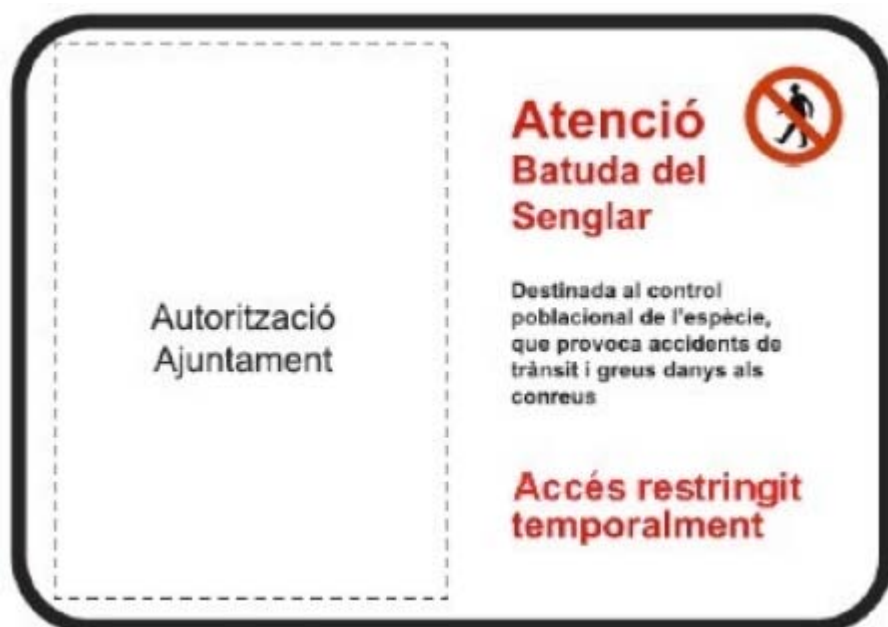 Autorització
Ajuntament
Atenció
Batuda del
Senglar
Destinada al control
poblacional de l'espècie,
que provoca accidents de
trànsit i greus danys als
conreus
Accés restringit
temporalment